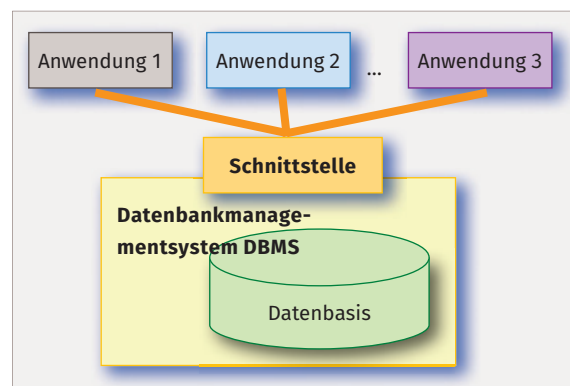 Anwendung 1
Anwendung 2
...
Anwendung 3
Schnittstelle
Datenbankmanage-
mentsystem DBMS
Datenbasis